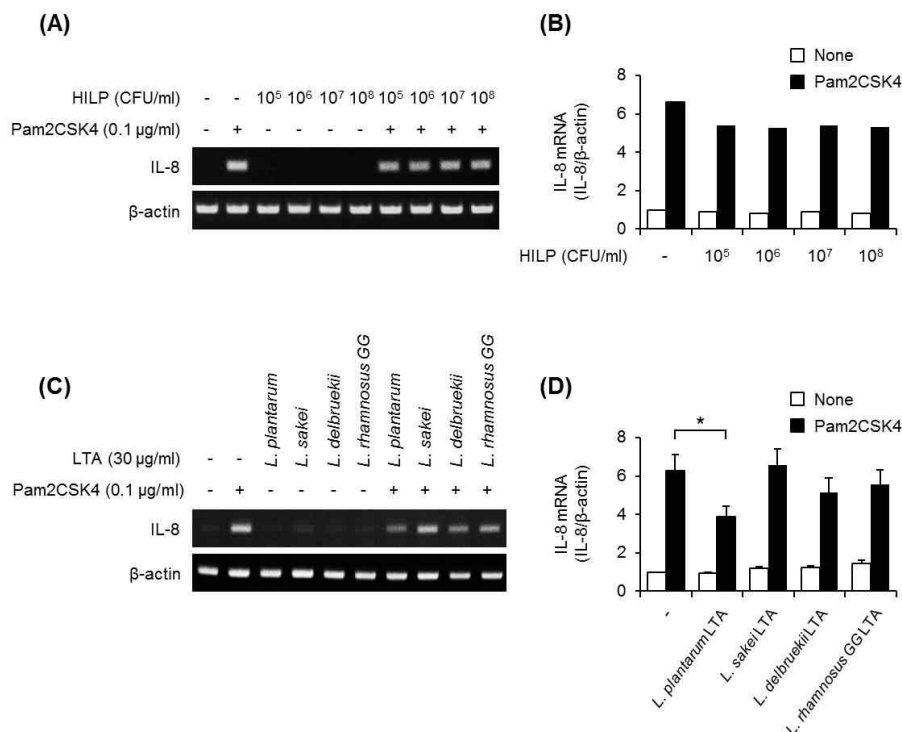 (A)
HILP (CFU/ml) - - 10⁵ 10⁶ 10⁷ 10⁸ 10⁵ 10⁶ 10⁷ 10⁸
Pam2CSK4 (0.1 µg/ml) - + - - - - + + + +
IL-8
β-actin
(B)
None
Pam2CSK4
IL-8 mRNA
(IL-8/β-actin)
8
6
4
2
0
HILP (CFU/ml) - 10⁵ 10⁶ 10⁷ 10⁸
(C)
L. plantarum
L. sakei
L. delbruekii
L. rhamnosus GG
L. plantarum
L. sakei
L. delbruekii
L. rhamnosus GG
LTA (30 µg/ml) - -
Pam2CSK4 (0.1 µg/ml) - + - - - - + + + +
IL-8
β-actin
(D)
None
Pam2CSK4
*
IL-8 mRNA
(IL-8/β-actin)
8
6
4
2
0
-
L. plantarum LTA
L. sakei LTA
L. delbruekii LTA
L. rhamnosus GG LTA